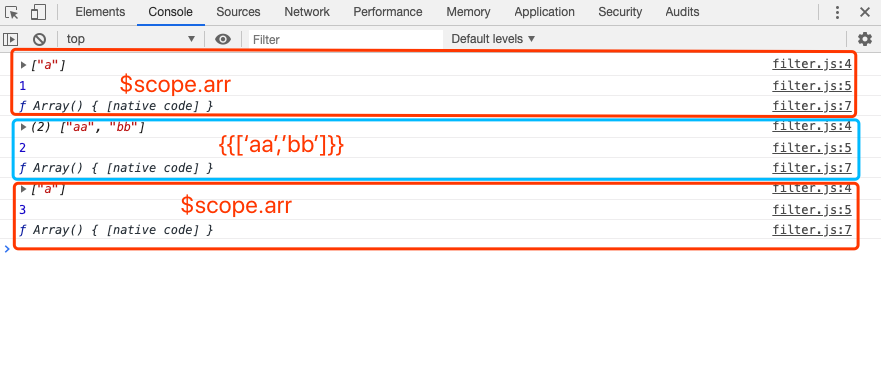 Elements Console Sources Network Performance Memory Application Security Audits
top Filter Default levels
["a"] filter.js:4
1 filter.js:5
$scope.arr
ƒ Array() { [native code] } filter.js:7
(2) ["aa", "bb"] filter.js:4
2 filter.js:5
{{[‘aa’,’bb’]}}
ƒ Array() { [native code] } filter.js:7
["a"] filter.js:4
3 filter.js:5
$scope.arr
ƒ Array() { [native code] } filter.js:7